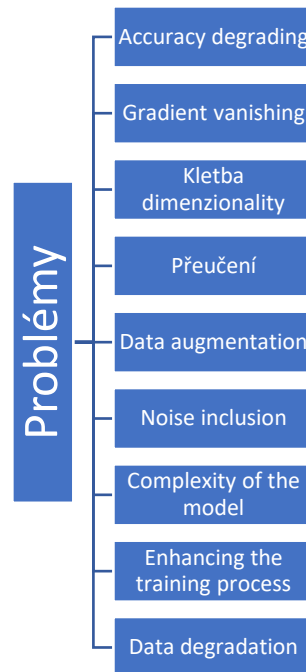 Problémy
Accuracy degrading
Gradient vanishing
Kletba
dimenzionality
Přeučení
Data augmentation
Noise inclusion
Complexity of the
model
Enhancing the
training process
Data degradation